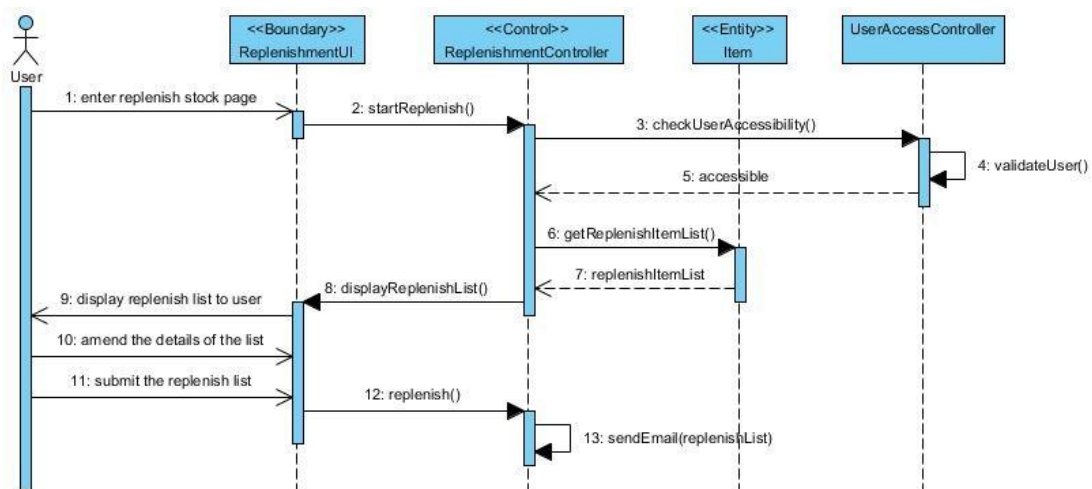 <<Boundary>>
ReplenishmentUI
<<Control>>
ReplenishmentController
<<Entity>>
Item
UserAccessController
User
1: enter replenish stock page
2: startReplenish()
3: checkUserAccessibility()
4: validateUser()
5: accessible
6: getReplenishItemList()
7: replenishItemList
8: displayReplenishList()
9: display replenish list to user
10: amend the details of the list
11: submit the replenish list
12: replenish()
13: sendEmail(replenishList)